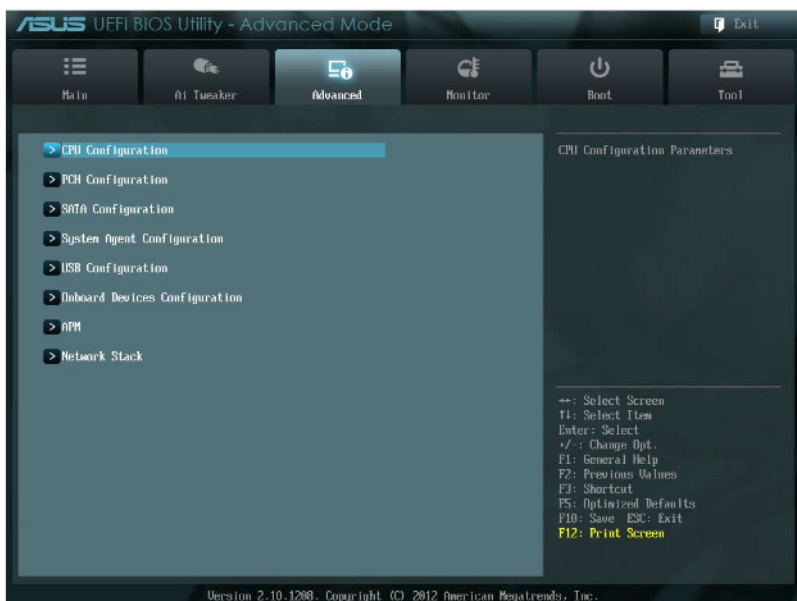 ASUS UEFI BIOS Utility - Advanced Mode
Exit
Main
Ai Tweaker
Advanced
Monitor
Boot
Tool
> CPU Configuration
> PCH Configuration
> SATA Configuration
> System Agent Configuration
> USB Configuration
> Onboard Devices Configuration
> APM
> Network Stack
CPU Configuration Parameters
→←: Select Screen
↑↓: Select Item
Enter: Select
+/-: Change Opt.
F1: General Help
F2: Previous Values
F3: Shortcut
F5: Optimized Defaults
F10: Save ESC: Exit
F12: Print Screen
Version 2.10.1208. Copyright (C) 2012 American Megatrends, Inc.